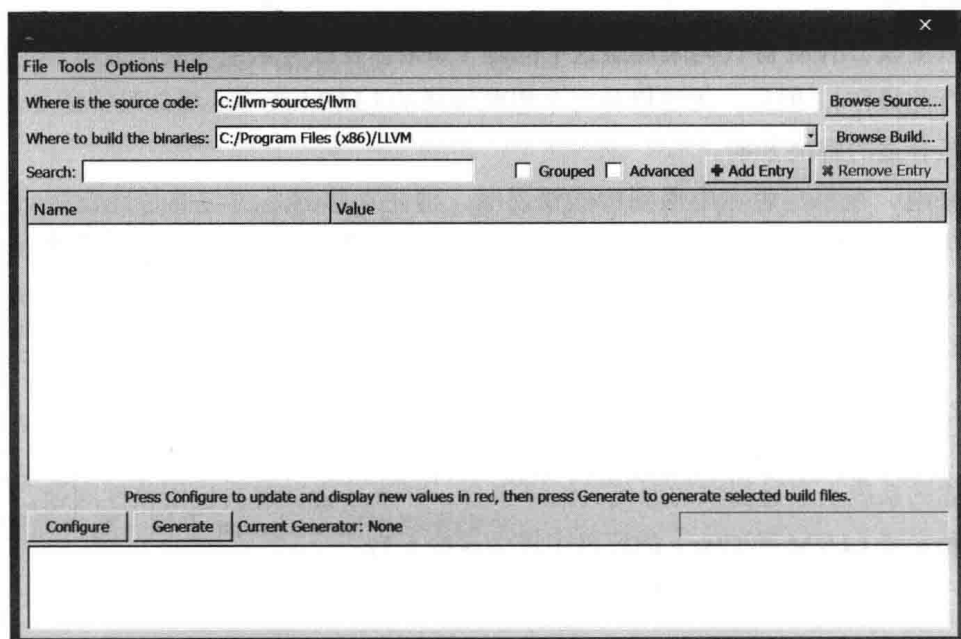 File Tools Options Help
Where is the source code: C:/llvm-sources/llvm Browse Source...
Where to build the binaries: C:/Program Files (x86)/LLVM Browse Build...
Search: Grouped Advanced Add Entry Remove Entry
Name Value
Press Configure to update and display new values in red, then press Generate to generate selected build files.
Configure Generate Current Generator: None